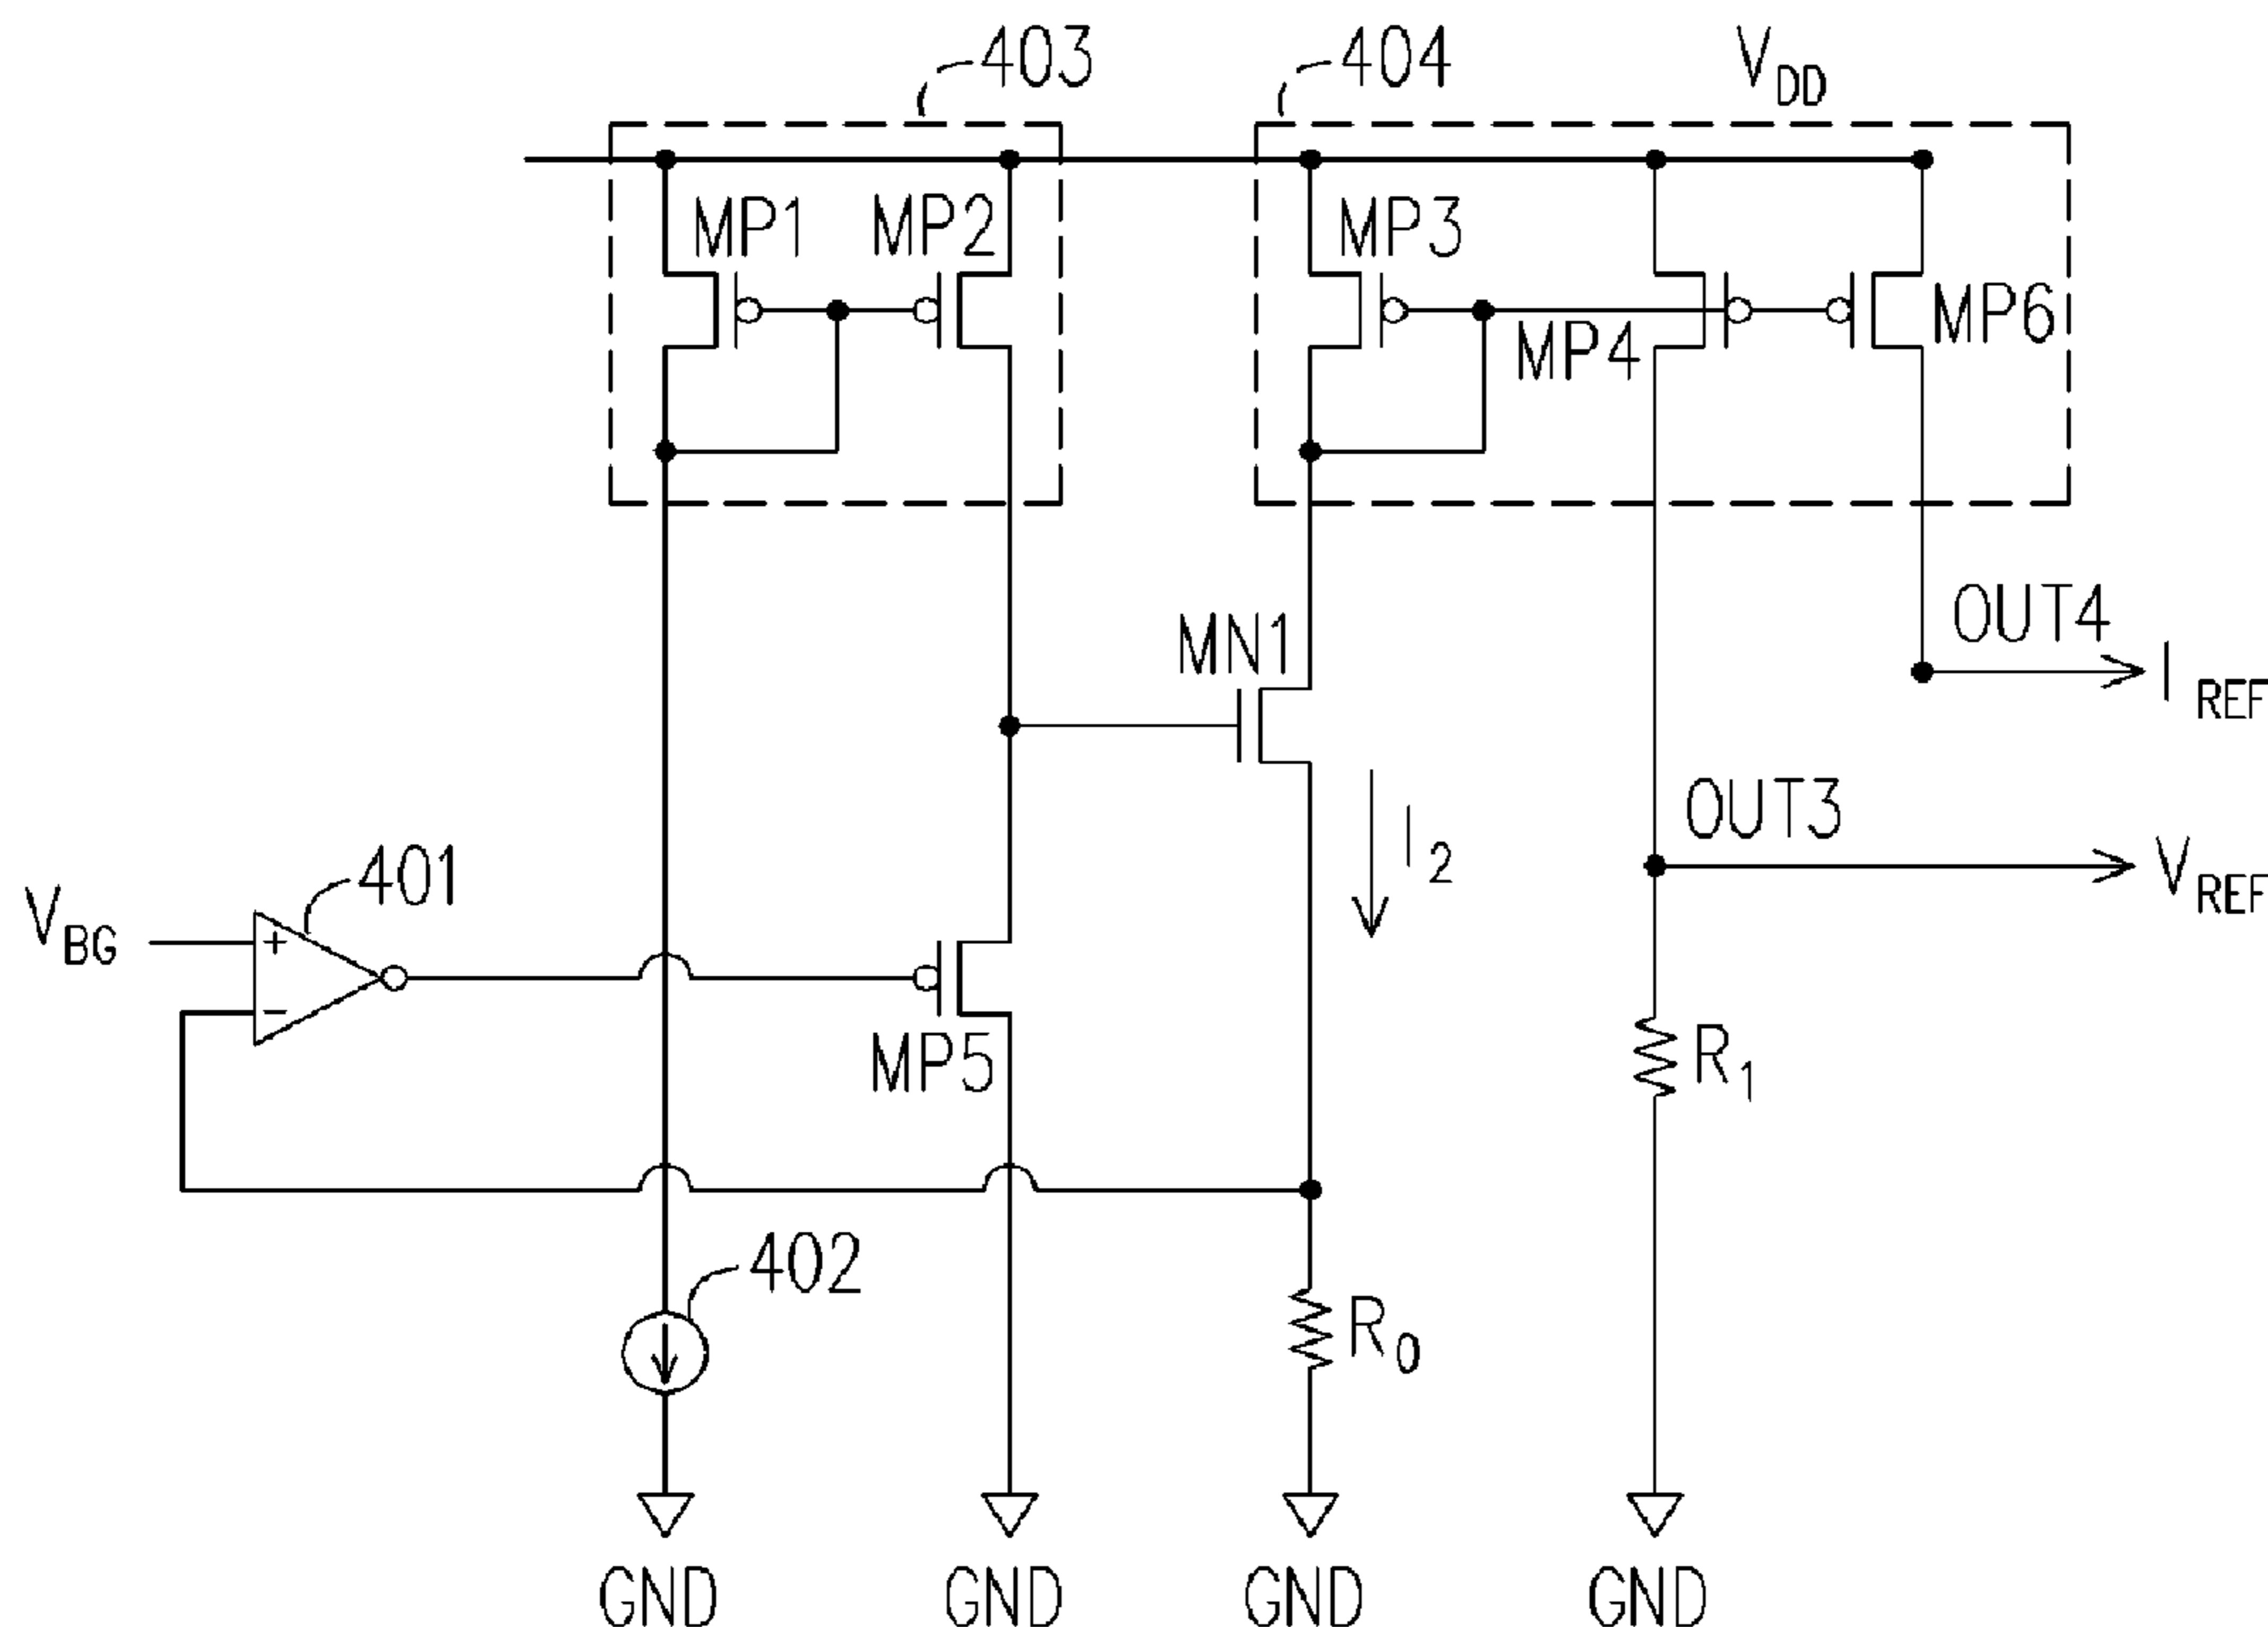 403
404
VDD
MP1
MP2
MP3
MP4
MP6
OUT4
MN1
IREF
OUT3
I2
VREF
401
VBG
+
−
MP5
R1
402
R0
GND
GND
GND
GND